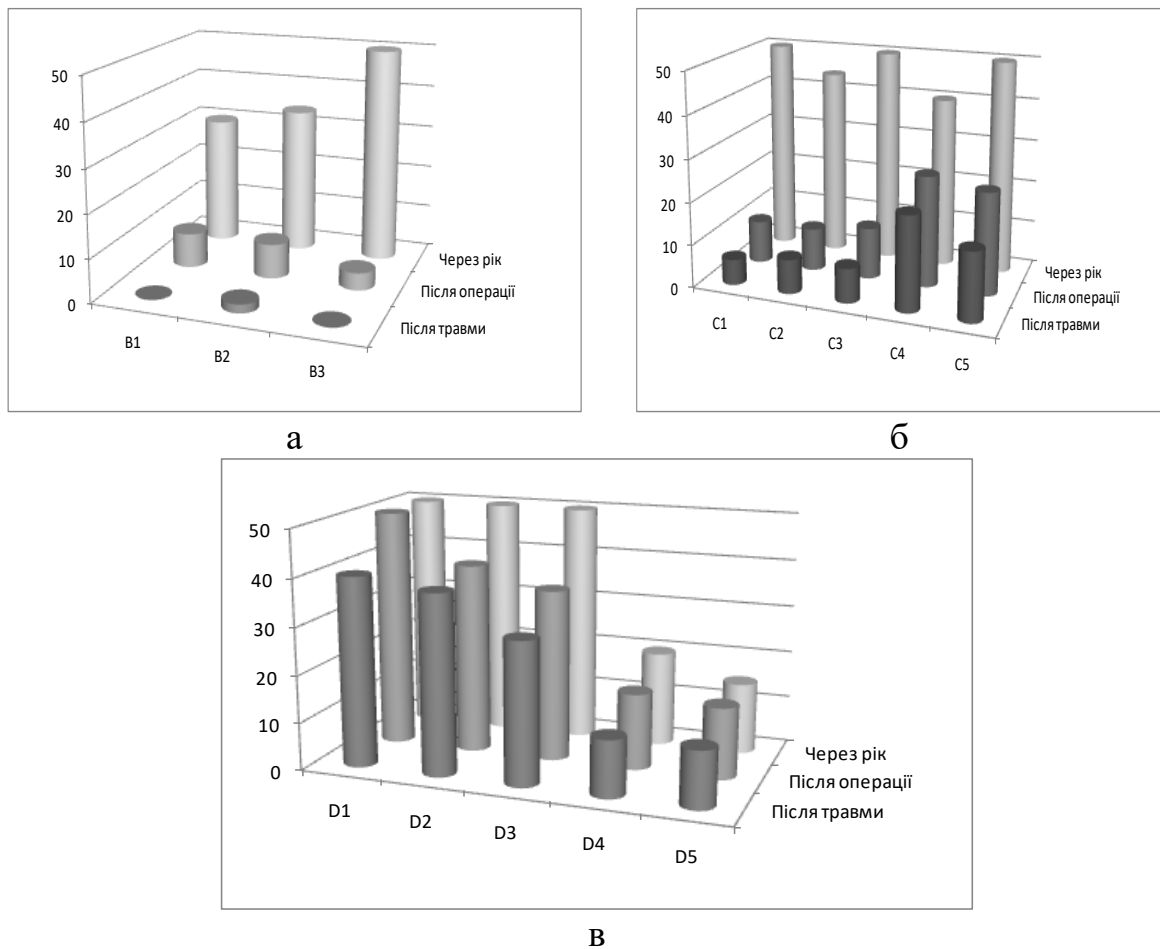 50
40
30
20
10
0
B1
B2
B3
Через рік
Після операції
Після травми
а
50
40
30
20
10
0
C1
C2
C3
C4
C5
Через рік
Після операції
Після травми
б
50
40
30
20
10
0
D1
D2
D3
D4
D5
Через рік
Після операції
Після травми
в